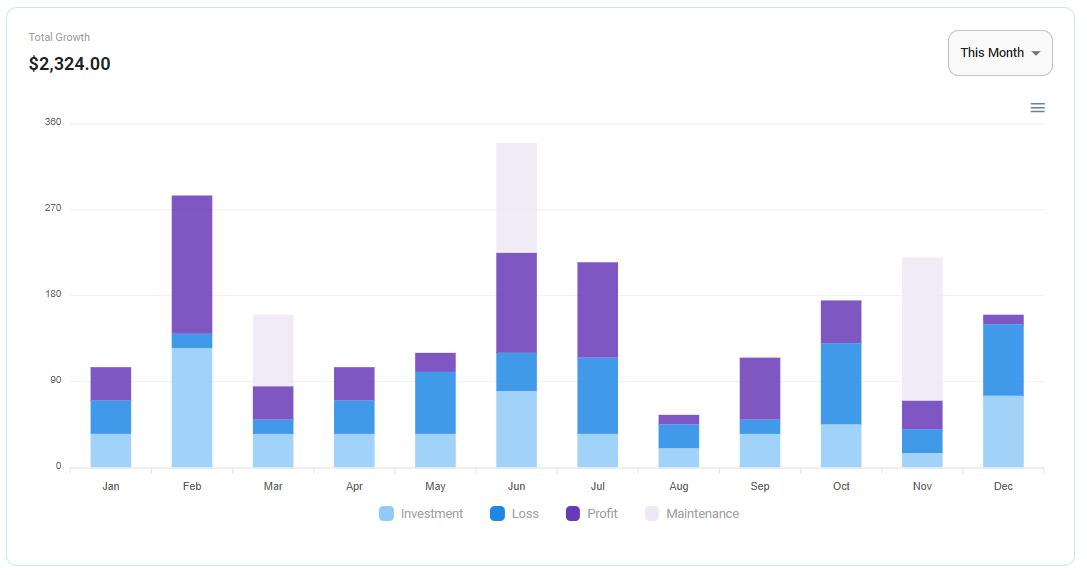 Total Growth
$2,324.00
This Month
360
270
180
90
0
Jan Feb Mar Apr May Jun Jul Aug Sep Oct Nov Dec
Investment Loss Profit Maintenance